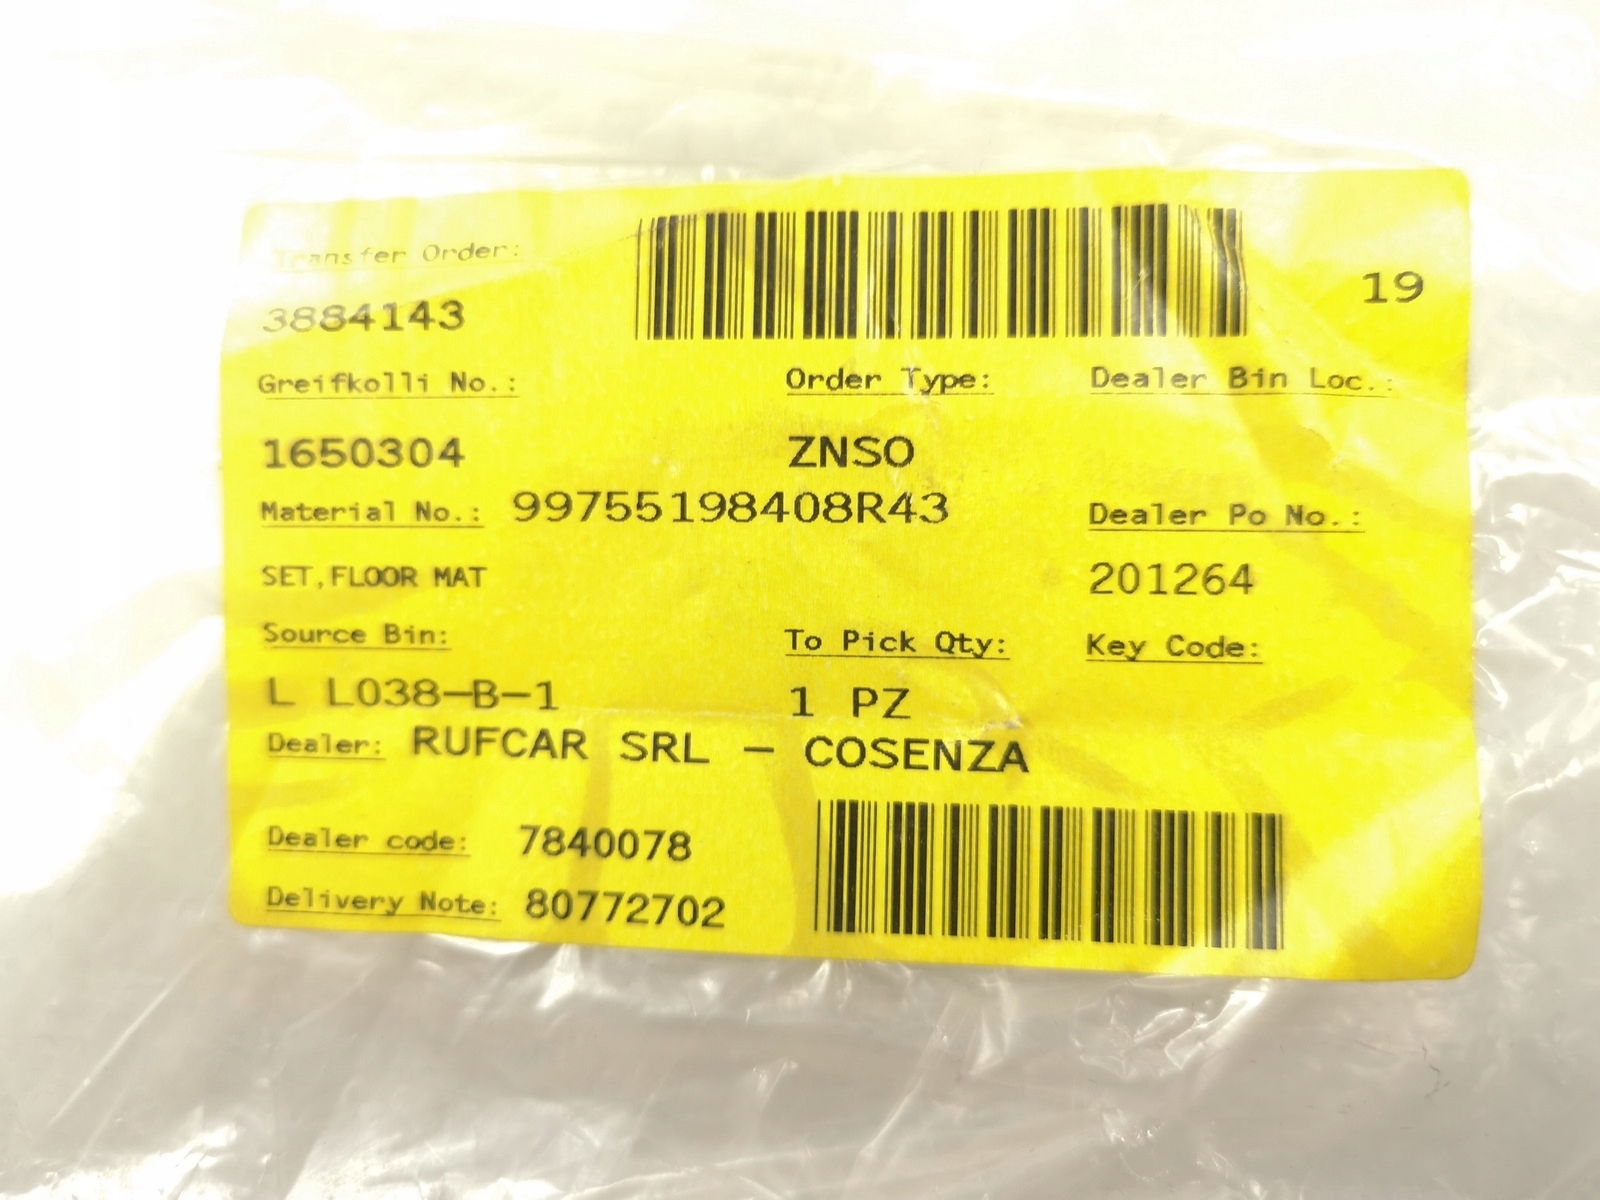 Transfer Order:
3884143
19
Greifkolli No.: Order Type: Dealer Bin Loc.:
1650304 ZNSO
Material No.: 99755198408R43 Dealer Po No.:
SET,FLOOR MAT 201264
Source Bin: To Pick Qty: Key Code:
L L038-B-1 1 PZ
Dealer: RUFCAR SRL - COSENZA
Dealer code: 7840078
Delivery Note: 80772702